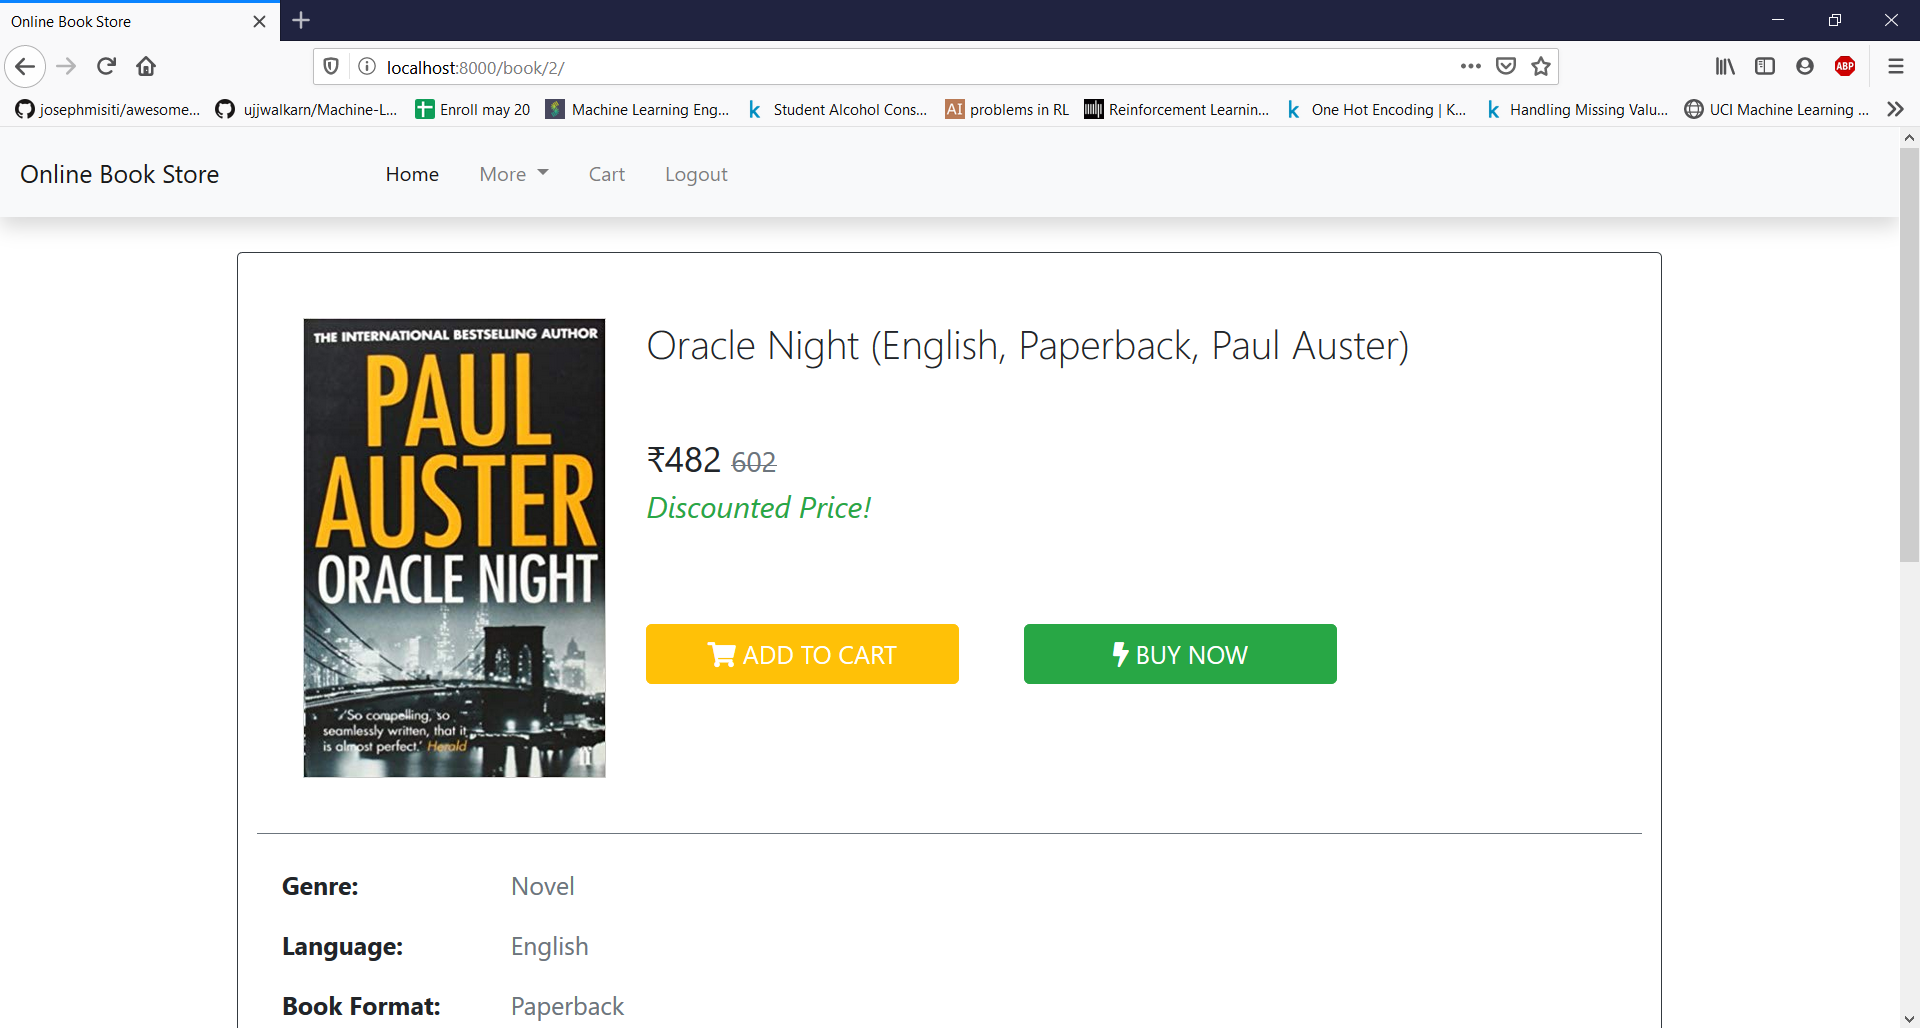 Online Book Store
localhost:8000/book/2/
josephmisiti/awesome... ujjwalkarn/Machine-L... Enroll may 20 Machine Learning Eng... Student Alcohol Cons... AI problems in RL Reinforcement Learnin... One Hot Encoding | K... Handling Missing Valu... UCI Machine Learning ...
ABP
Online Book Store Home More Cart Logout
THE INTERNATIONAL BESTSELLING AUTHOR
PAUL
AUSTER
ORACLE NIGHT
'So compelling, so
seamlessly written, that it
is almost perfect.' Herald
ff
Oracle Night (English, Paperback, Paul Auster)
₹482 602
Discounted Price!
ADD TO CART BUY NOW
Genre: Novel
Language: English
Book Format: Paperback